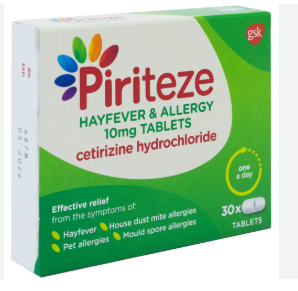 gsk
Piriteze
HAYFEVER & ALLERGY
10mg TABLETS
cetirizine hydrochloride
one
a day
Effective relief
from the symptoms of:
Hayfever House dust mite allergies
Pet allergies Mould spore allergies
30x
TABLETS